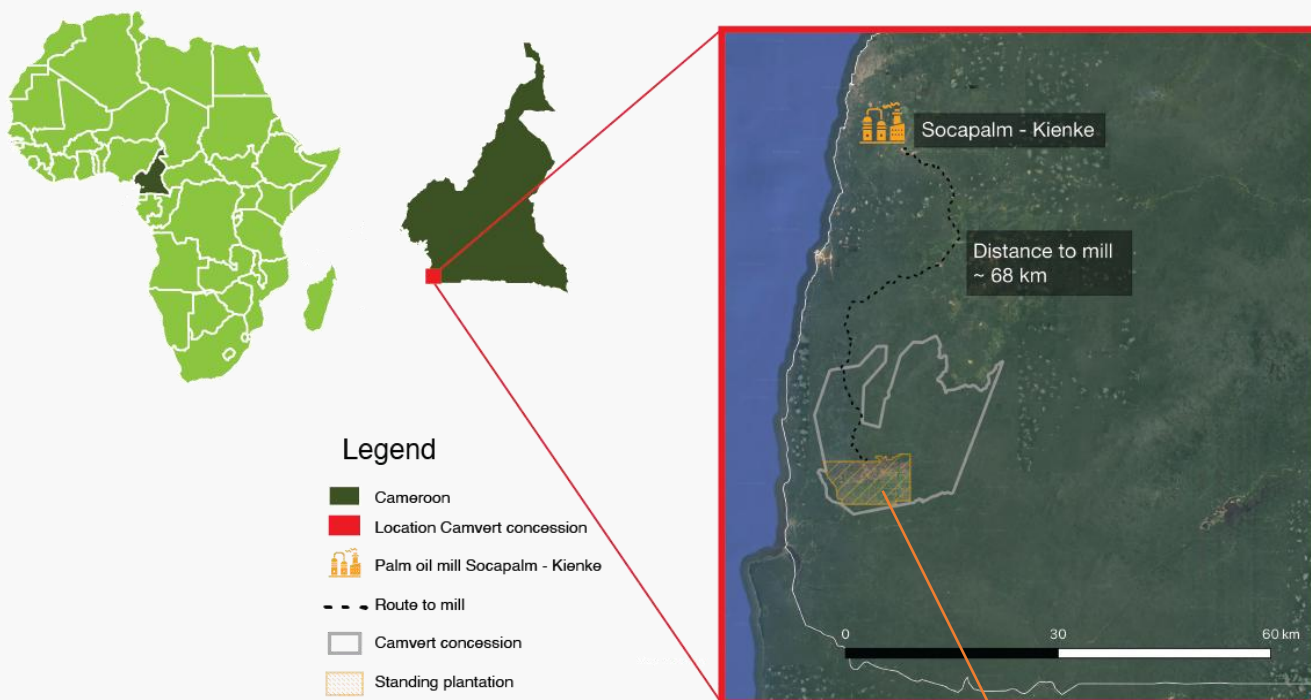 Socapalm - Kienke
Distance to mill
~ 68 km
Legend
Cameroon
Location Camvert concession
Palm oil mill Socapalm - Kienke
Route to mill
Camvert concession
Standing plantation
0 30 60 km